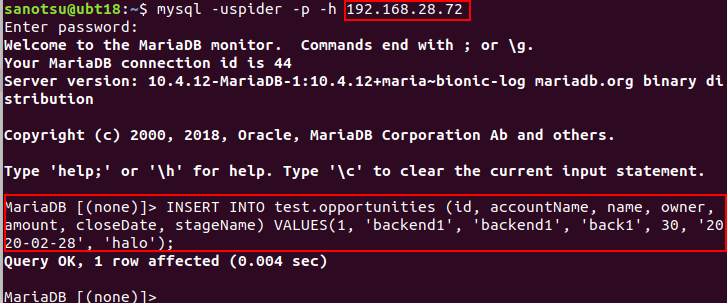 sanotsu@ubt18:~$ mysql -uspider -p -h 192.168.28.72
Enter password:
Welcome to the MariaDB monitor.  Commands end with ; or \g.
Your MariaDB connection id is 44
Server version: 10.4.12-MariaDB-1:10.4.12+maria~bionic-log mariadb.org binary di
stribution

Copyright (c) 2000, 2018, Oracle, MariaDB Corporation Ab and others.

Type 'help;' or '\h' for help. Type '\c' to clear the current input statement.

MariaDB [(none)]> INSERT INTO test.opportunities (id, accountName, name, owner,
amount, closeDate, stageName) VALUES(1, 'backend1', 'backend1', 'back1', 30, '20
20-02-28', 'halo');
Query OK, 1 row affected (0.004 sec)

MariaDB [(none)]>